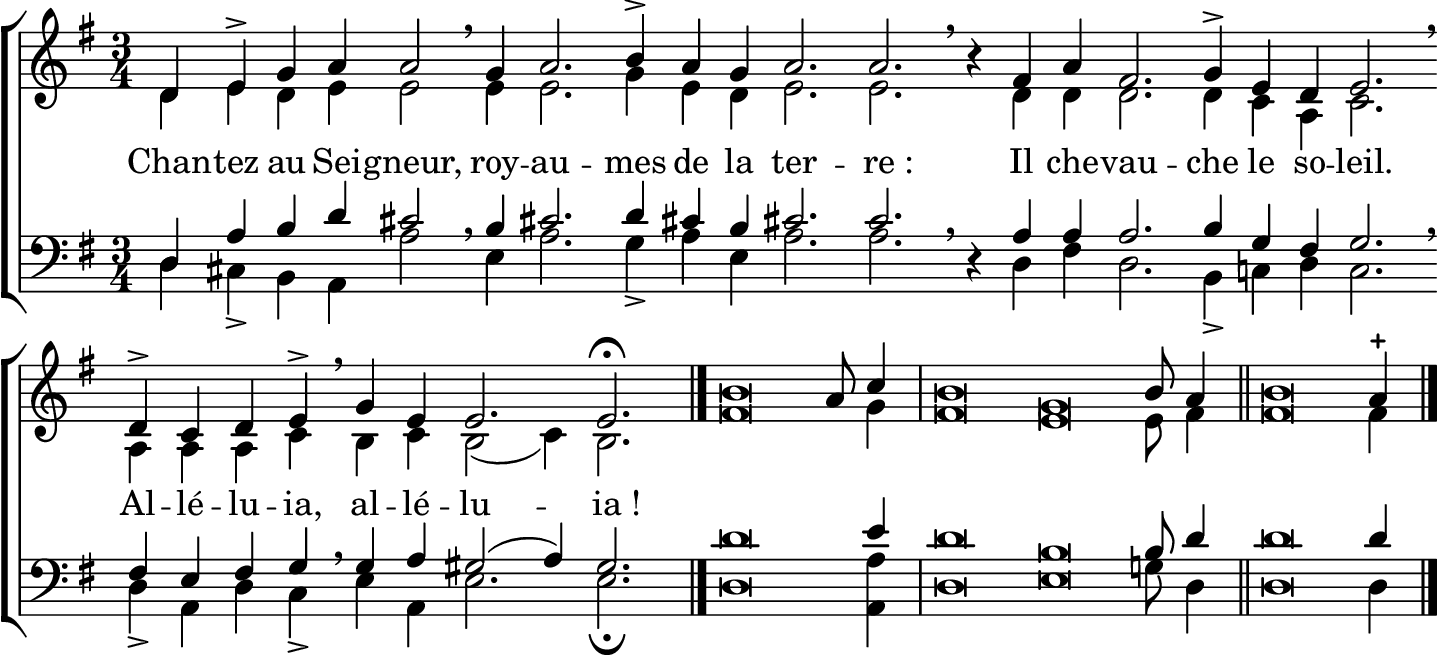 Chantez au Seigneur, roy -- au -- mes de la ter -- re : Il chevau -- che le so -- leil.
Al -- lé -- lu -- ia, al -- lé -- lu -- ia !